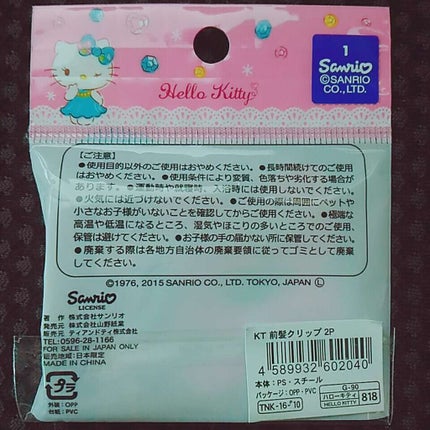 Hello Kitty
1
Sanrio
©SANRIO
CO., LTD.
【ご注意】
●使用目的以外のご使用はおやめください。●長時間続けてのご使用
はおやめください。●使用条件により変質、色落ちや劣化する場合が
あります。●運動時や就寝時、入浴時には使用しないでください。
●火気には近づけないでください。●ご使用の際は周囲にペットや
小さなお子様がいないことを確認してからご使用ください。●極端な
高温や低温になるところ、湿気やほこりの多いところでのご使用、
保管は避けてください。●お子様の手の届かない所に保管してください。
●廃棄する際は各地方自治体の廃棄要領に従ってゴミとして廃棄し
てください。
©1976, 2015 SANRIO CO., LTD. TOKYO, JAPAN Ⓛ
Sanrio
LICENSE
著作 株式会社サンリオ
発売元 株式会社山野紙業
販売元 ティアンドティ株式会社
TEL: 0596-28-1166
FOR SALE IN JAPAN ONLY
販売地域:日本限定
MADE IN CHINA
プラ
外装:OPP
台紙:PVC
KT 前髪クリップ 2P
4 589932 602040
本体:PS・スチール
パッケージ:OPP・PVC
TNK-16-'10
G-90
ハローキティ
HELLO KITTY
818